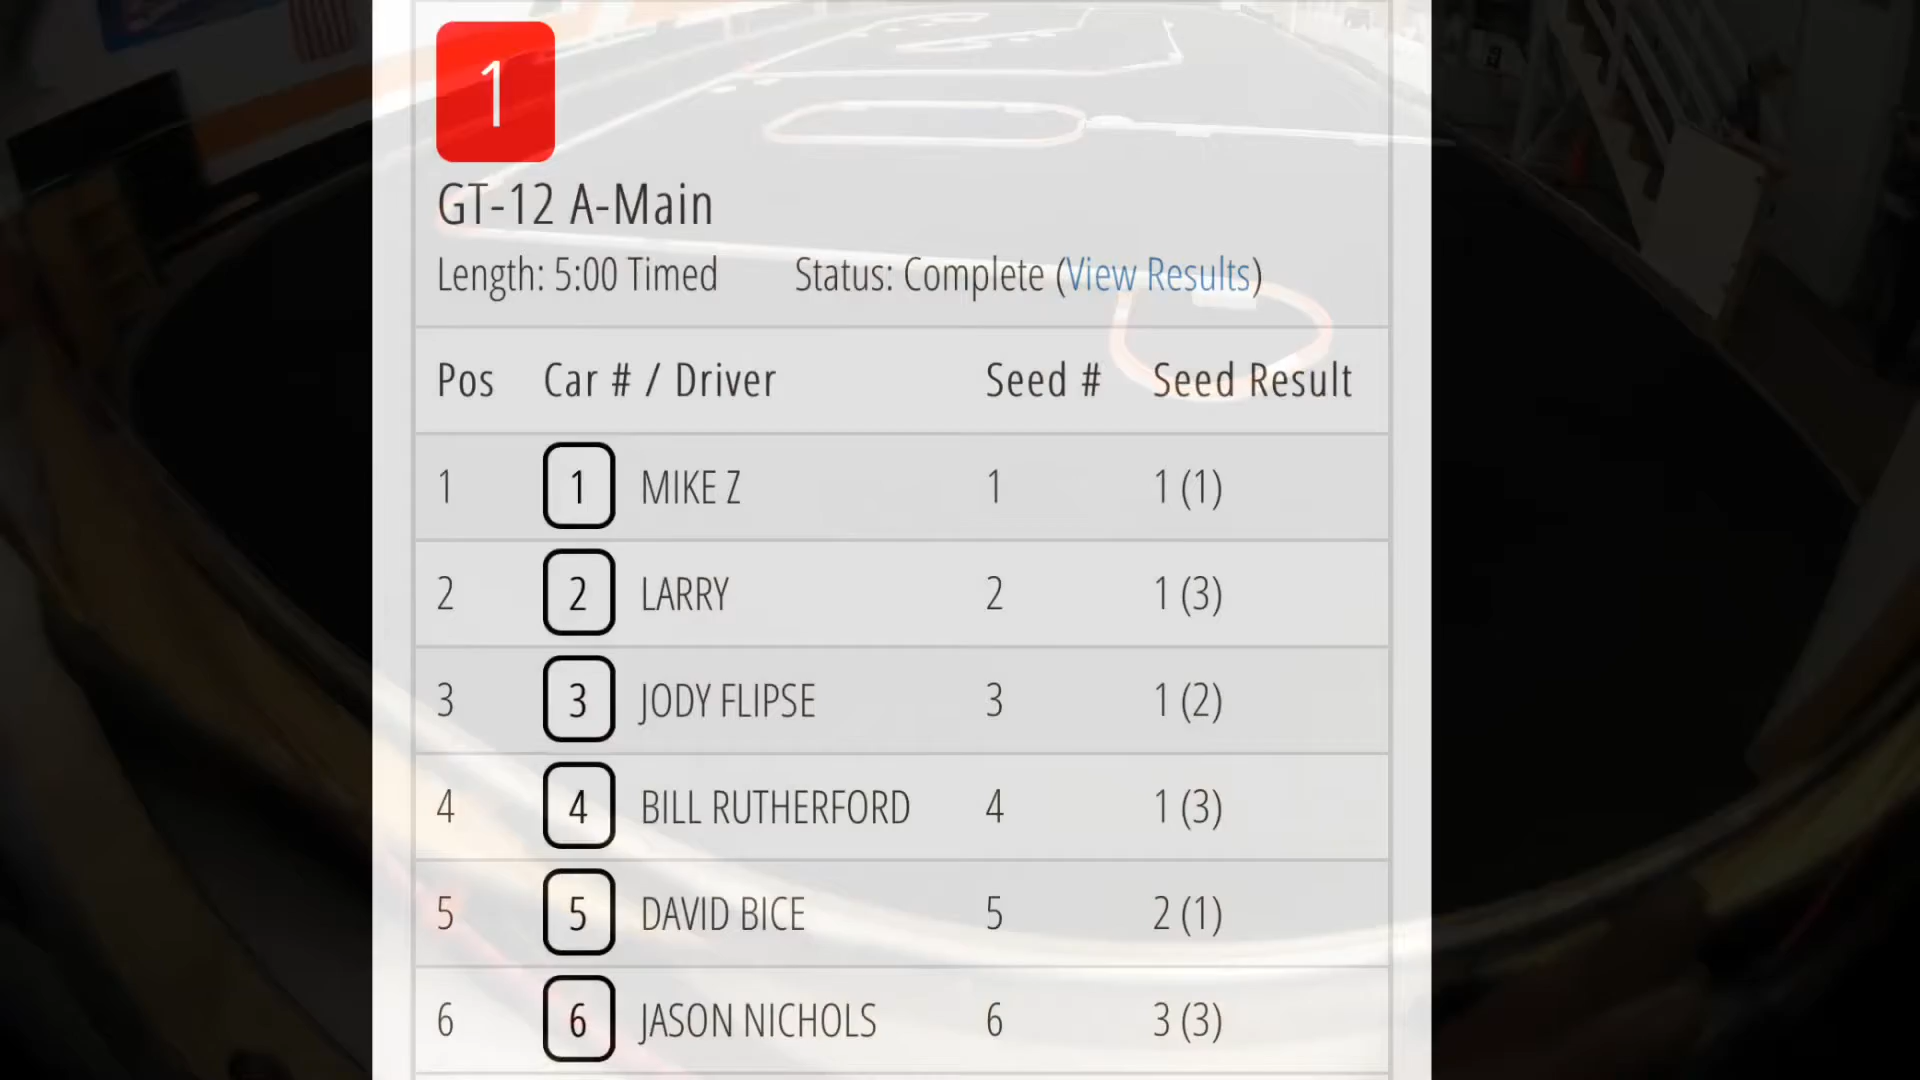 1
GT-12 A-Main
Length: 5:00 Timed Status: Complete (View Results)
Pos Car # / Driver Seed # Seed Result
1 1 MIKE Z 1 1 (1)
2 2 LARRY 2 1 (3)
3 3 JODY FLIPSE 3 1 (2)
4 4 BILL RUTHERFORD 4 1 (3)
5 5 DAVID BICE 5 2 (1)
6 6 JASON NICHOLS 6 3 (3)